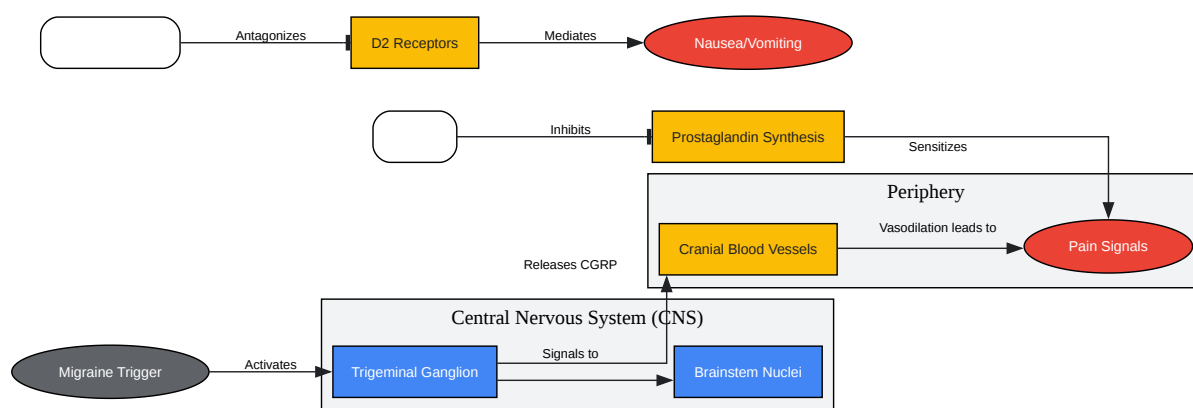 Antagonizes
D2 Receptors
Mediates
Nausea/Vomiting
Inhibits
Prostaglandin Synthesis
Sensitizes
Periphery
Cranial Blood Vessels
Vasodilation leads to
Pain Signals
Releases CGRP
Central Nervous System (CNS)
Migraine Trigger
Activates
Trigeminal Ganglion
Signals to
Brainstem Nuclei